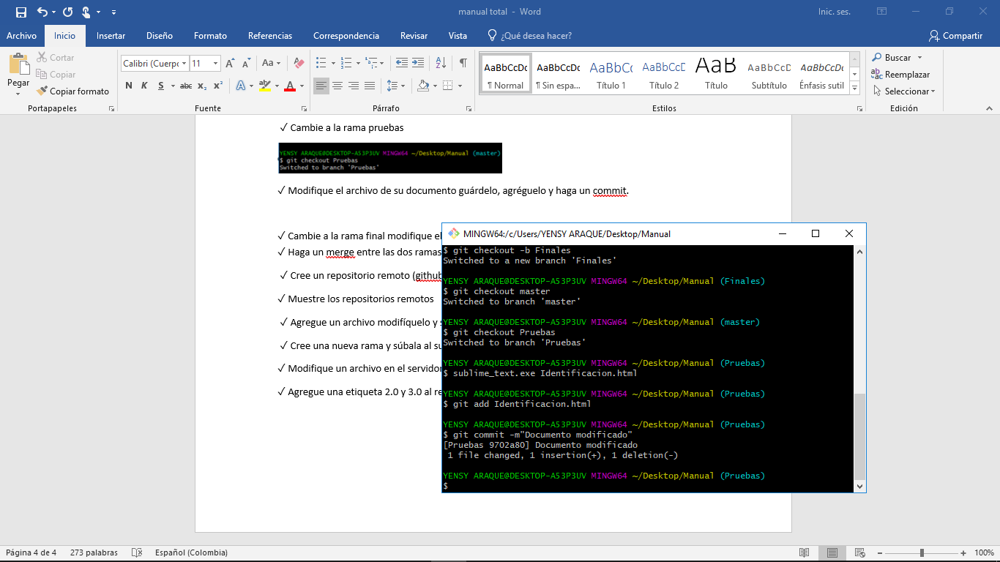 manual total - Word
Inic. ses.
Archivo
Inicio
Insertar
Diseño
Formato
Referencias
Correspondencia
Revisar
Vista
¿Qué desea hacer?
Compartir
Pegar
Cortar
Copiar
Copiar formato
Portapapeles
Calibri (Cuerpo
11
Aa
N K S abc x₂ x²
Fuente
Párrafo
AaBbCcDc
¶ Normal
AaBbCcDc
¶ Sin espa...
AaBbCc
Título 1
AaBbCcD
Título 2
AaB
Título
AaBbCcD
Subtítulo
AaBbCcDc
Énfasis sutil
Estilos
Buscar
Reemplazar
Seleccionar
Edición
✓ Cambie a la rama pruebas
YENSY ARAQUE@DESKTOP-A53P3UV MINGW64 ~/Desktop/Manual (master)
$ git checkout Pruebas
Switched to branch 'Pruebas'
✓ Modifique el archivo de su documento guárdelo, agréguelo y haga un commit.
✓ Cambie a la rama final modifique el
✓ Haga un merge entre las dos ramas
✓ Cree un repositorio remoto (github
✓ Muestre los repositorios remotos
✓ Agregue un archivo modifíquelo y s
✓ Cree una nueva rama y súbala al su
✓ Modifique un archivo en el servidor
✓ Agregue una etiqueta 2.0 y 3.0 al re
MINGW64:/c/Users/YENSY ARAQUE/Desktop/Manual
$ git checkout -b Finales
Switched to a new branch 'Finales'
YENSY ARAQUE@DESKTOP-A53P3UV MINGW64 ~/Desktop/Manual (Finales)
$ git checkout master
Switched to branch 'master'
YENSY ARAQUE@DESKTOP-A53P3UV MINGW64 ~/Desktop/Manual (master)
$ git checkout Pruebas
Switched to branch 'Pruebas'
YENSY ARAQUE@DESKTOP-A53P3UV MINGW64 ~/Desktop/Manual (Pruebas)
$ sublime_text.exe Identificacion.html
YENSY ARAQUE@DESKTOP-A53P3UV MINGW64 ~/Desktop/Manual (Pruebas)
$ git add Identificacion.html
YENSY ARAQUE@DESKTOP-A53P3UV MINGW64 ~/Desktop/Manual (Pruebas)
$ git commit -m"Documento modificado"
[Pruebas 9702a80] Documento modificado
1 file changed, 1 insertion(+), 1 deletion(-)
YENSY ARAQUE@DESKTOP-A53P3UV MINGW64 ~/Desktop/Manual (Pruebas)
$
Página 4 de 4
273 palabras
Español (Colombia)
100%